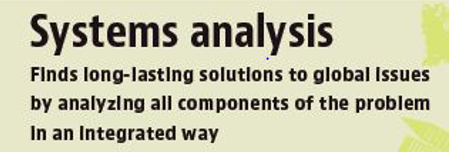 Systems analysis
Finds long-lasting solutions to global issues
by analyzing all components of the problem
in an integrated way